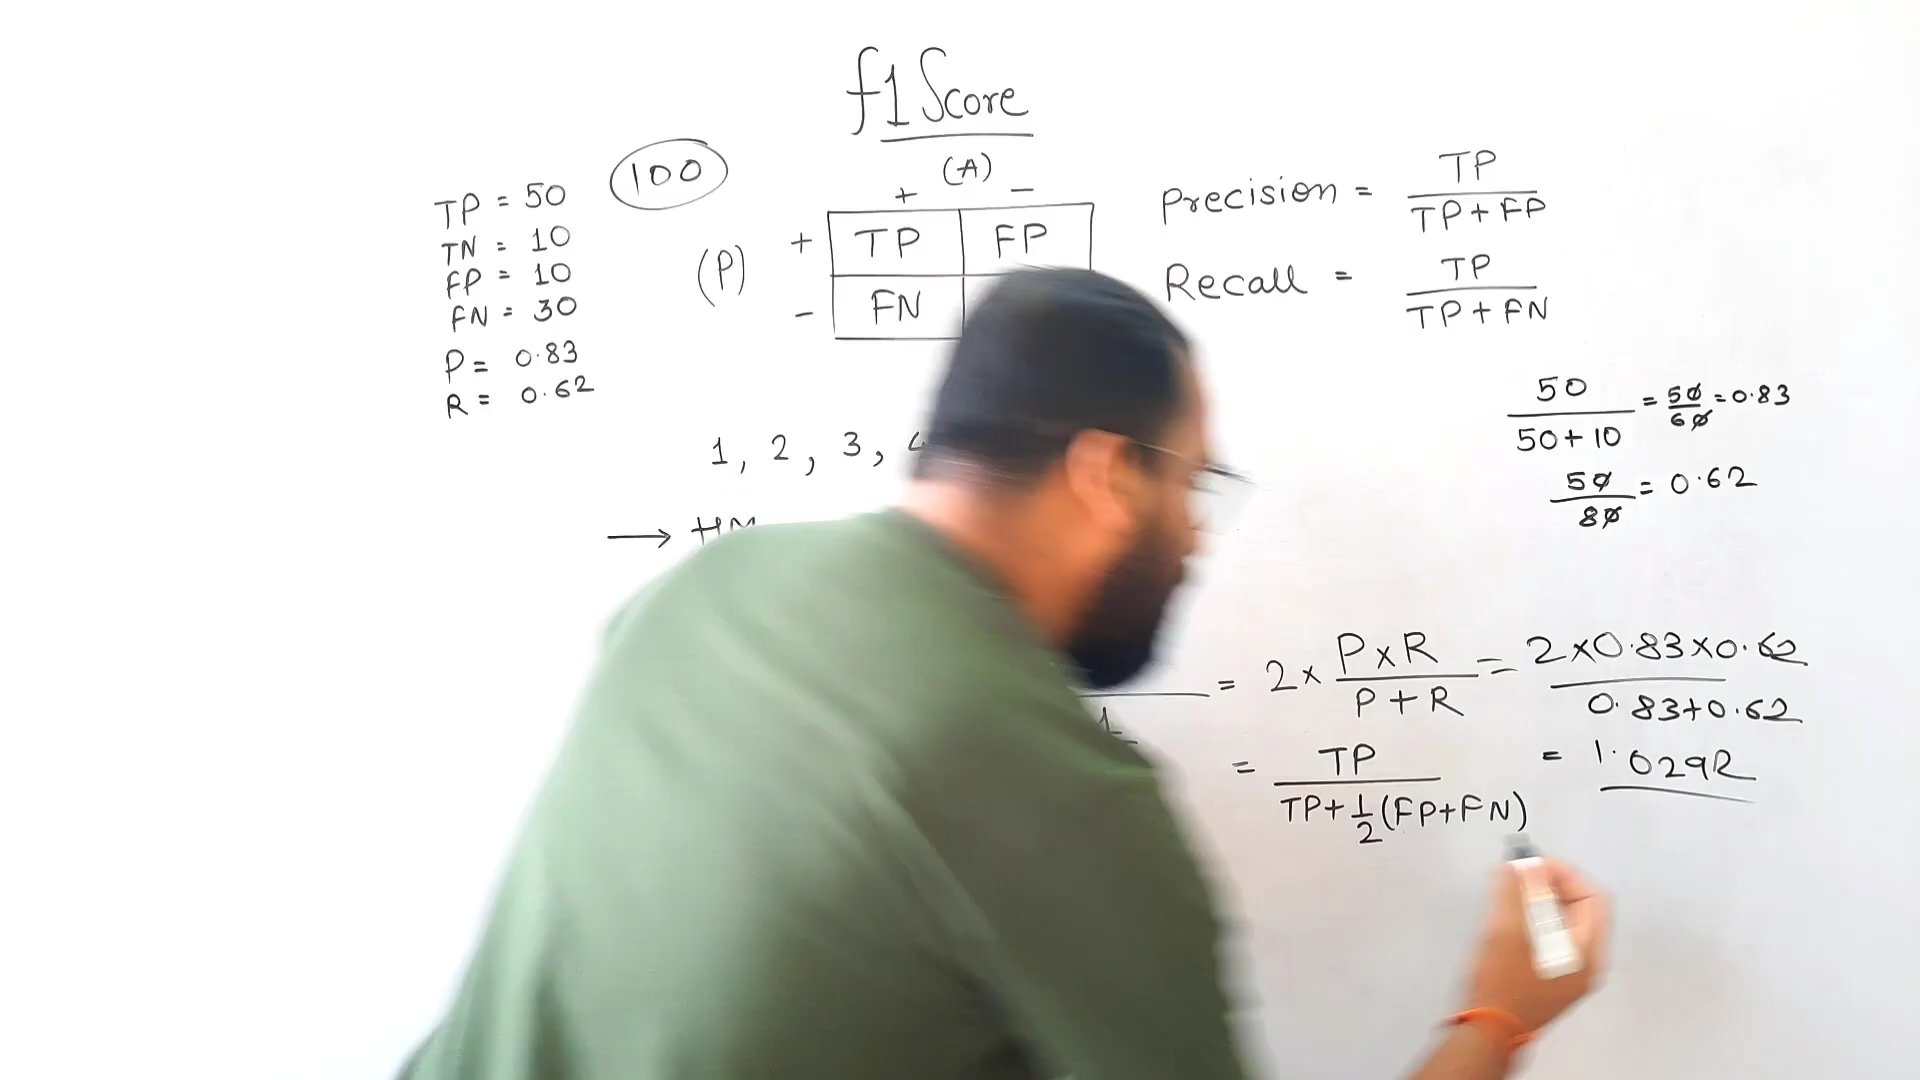 f1 Score
100
TP = 50
TN = 10
FP = 10
FN = 30
P = 0.83
R = 0.62
(A)
+ −
(P)
+ TP FP
− FN
Precision = TP / TP + FP
Recall = TP / TP + FN
50 / 50 + 10 = 50 / 60 = 0.83
50 / 80 = 0.62
1, 2, 3, 4
→ HM
= 2 × P × R / P + R = 2 × 0.83 × 0.62 / 0.83 + 0.62
= TP / TP + 1/2 (FP + FN)
= 1.0292